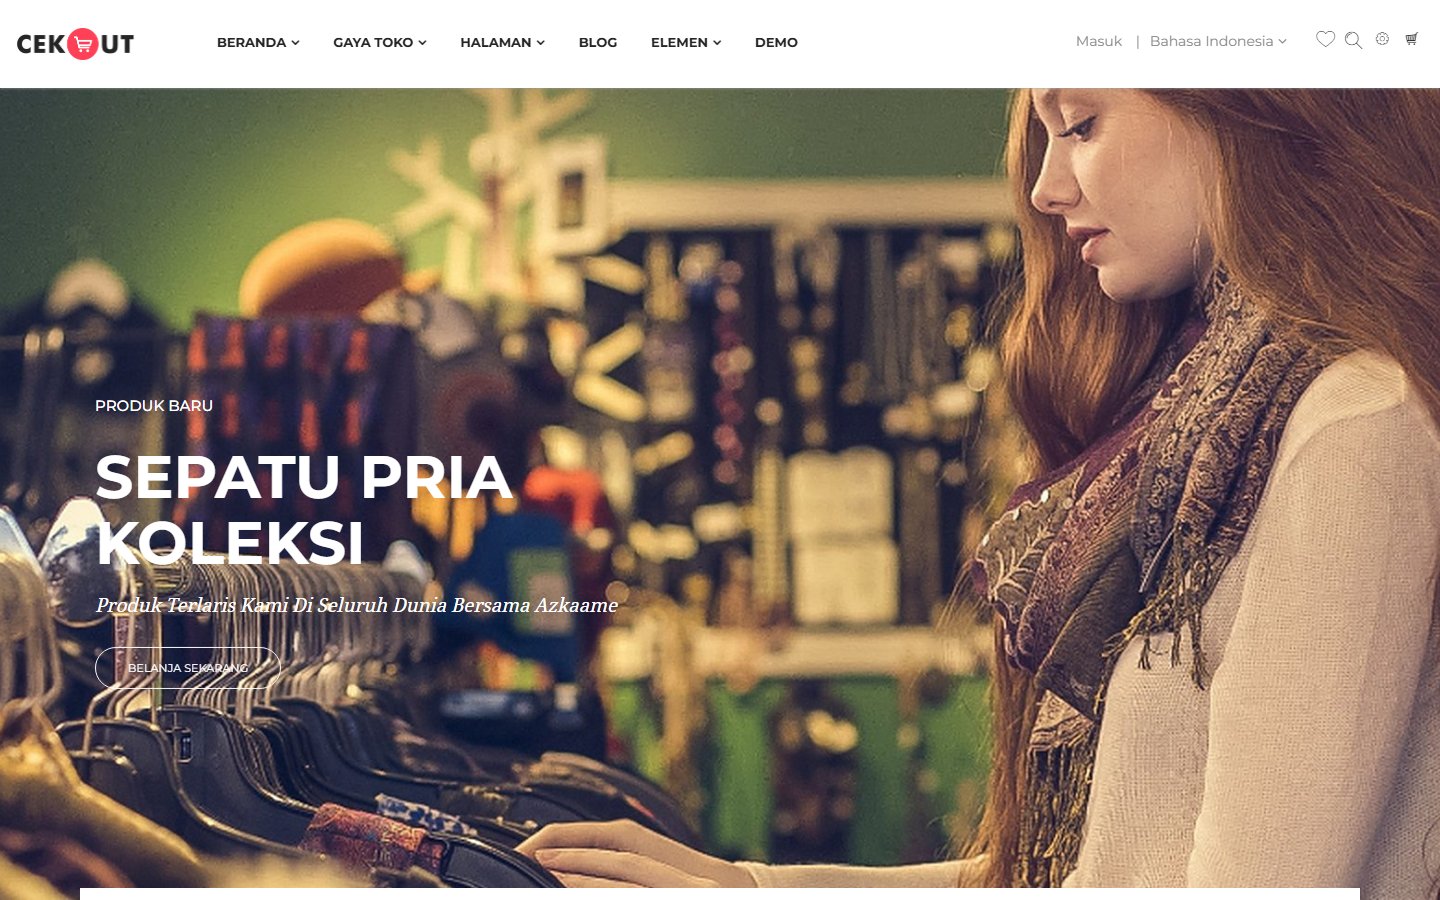 CEKOUT
BERANDA GAYA TOKO HALAMAN BLOG ELEMEN DEMO
Masuk | Bahasa Indonesia
PRODUK BARU
SEPATU PRIA
KOLEKSI
Produk Terlaris Kami Di Seluruh Dunia Bersama Azkaame
BELANJA SEKARANG